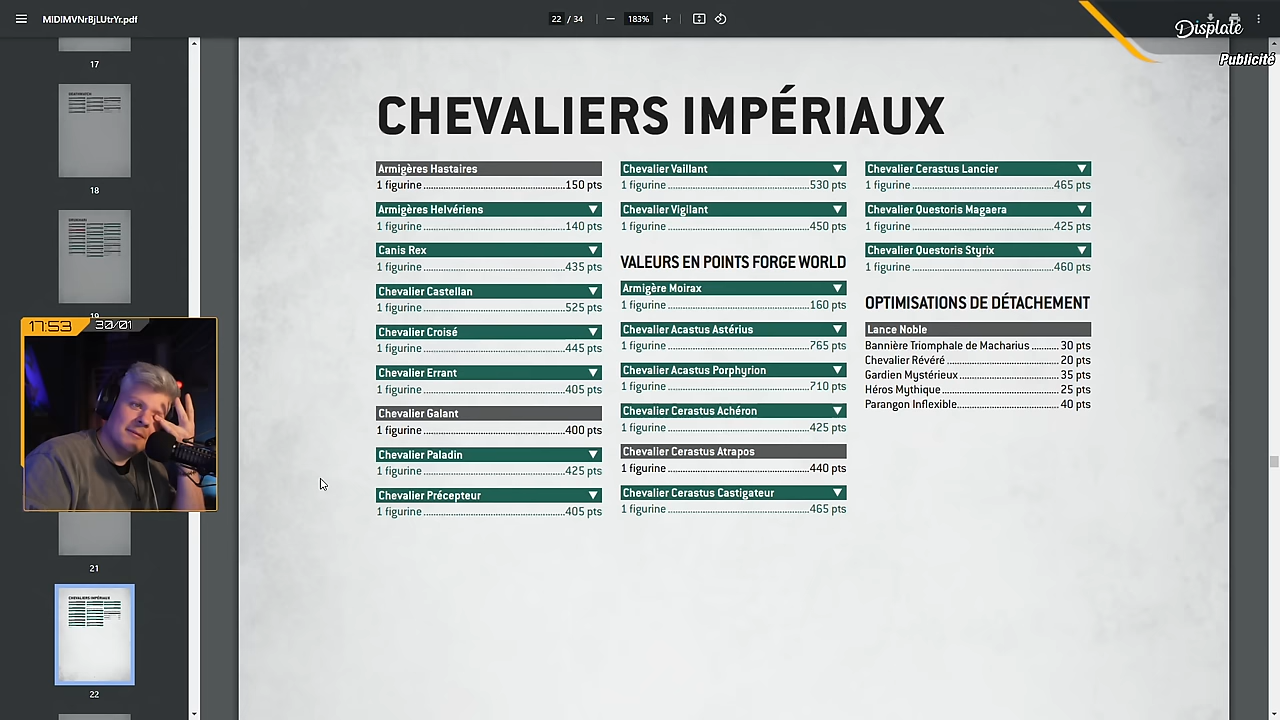 MIDIMVNrBjLUtrYr.pdf
22 / 34
183%
Displate
Publicité
17
18
19
17:53 30/01
21
22
CHEVALIERS IMPÉRIAUX
Armigères Hastaires
1 figurine 150 pts
Armigères Helvériens
1 figurine 140 pts
Canis Rex
1 figurine 435 pts
Chevalier Castellan
1 figurine 525 pts
Chevalier Croisé
1 figurine 445 pts
Chevalier Errant
1 figurine 405 pts
Chevalier Galant
1 figurine 400 pts
Chevalier Paladin
1 figurine 425 pts
Chevalier Précepteur
1 figurine 405 pts
Chevalier Vaillant
1 figurine 530 pts
Chevalier Vigilant
1 figurine 450 pts
VALEURS EN POINTS FORGE WORLD
Armigère Moirax
1 figurine 160 pts
Chevalier Acastus Astérius
1 figurine 765 pts
Chevalier Acastus Porphyrion
1 figurine 710 pts
Chevalier Cerastus Achéron
1 figurine 425 pts
Chevalier Cerastus Atrapos
1 figurine 440 pts
Chevalier Cerastus Castigateur
1 figurine 465 pts
Chevalier Cerastus Lancier
1 figurine 465 pts
Chevalier Questoris Magaera
1 figurine 425 pts
Chevalier Questoris Styrix
1 figurine 460 pts
OPTIMISATIONS DE DÉTACHEMENT
Lance Noble
Bannière Triomphale de Macharius 30 pts
Chevalier Révéré 20 pts
Gardien Mystérieux 35 pts
Héros Mythique 25 pts
Parangon Inflexible 40 pts